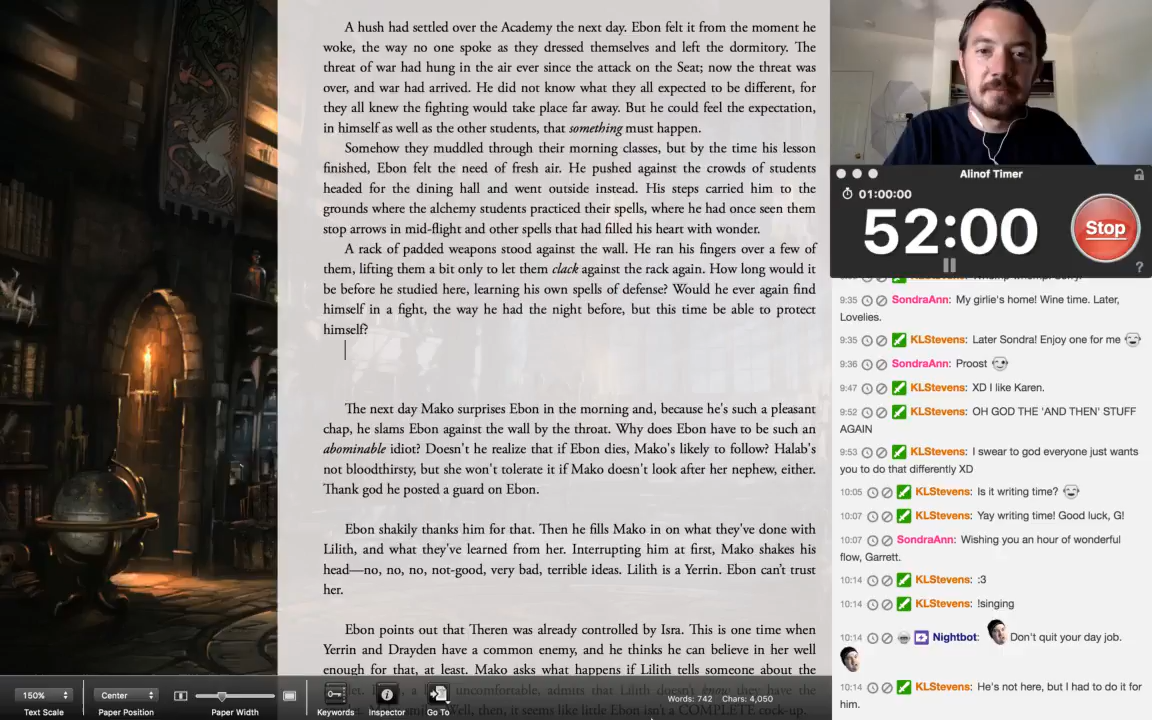 A hush had settled over the Academy the next day. Ebon felt it from the moment he
woke, the way no one spoke as they dressed themselves and left the dormitory. The
threat of war had hung in the air ever since the attack on the Seat; now the threat was
over, and war had arrived. He did not know what they all expected to be different, for
they all knew the fighting would take place far away. But he could feel the expectation,
in himself as well as the other students, that something must happen.
Somehow they muddled through their morning classes, but by the time his lesson
finished, Ebon felt the need of fresh air. He pushed against the crowds of students
headed for the dining hall and went outside instead. His steps carried him to the
grounds where the alchemy students practiced their spells, where he had once seen them
stop arrows in mid-flight and other spells that had filled his heart with wonder.
A rack of padded weapons stood against the wall. He ran his fingers over a few of
them, lifting them a bit only to let them clack against the rack again. How long would it
be before he studied here, learning his own spells of defense? Would he ever again find
himself in a fight, the way he had the night before, but this time be able to protect
himself?
The next day Mako surprises Ebon in the morning and, because he's such a pleasant
chap, he slams Ebon against the wall by the throat. Why does Ebon have to be such an
abominable idiot? Doesn't he realize that if Ebon dies, Mako's likely to follow? Halab's
not bloodthirsty, but she won't tolerate it if Mako doesn't look after her nephew, either.
Thank god he posted a guard on Ebon.
Ebon shakily thanks him for that. Then he fills Mako in on what they've done with
Lilith, and what they've learned from her. Interrupting him at first, Mako shakes his
head—no, no, no, not-good, very bad, terrible ideas. Lilith is a Yerrin. Ebon can't trust
her.
Ebon points out that Theren was already controlled by Isra. This is one time when
Yerrin and Drayden have a common enemy, and he thinks he can believe in her well
enough for that, at least. Mako asks what happens if Lilith tells someone about the
uncomfortable, admits that Lilith doesn't know they have the
Well, then, it seems like little Ebon isn't a COMPLETE cock-up.
150%
Text Scale
Center
Paper Position
Paper Width
Keywords
Inspector
Go To
Words: 742
Chars: 4,050
Alinof Timer
01:00:00
52:00
Stop
?
9:35 SondraAnn: My girlie's home! Wine time. Later,
Lovelies.
9:35 KLStevens: Later Sondra! Enjoy one for me
9:36 SondraAnn: Proost
9:47 KLStevens: XD I like Karen.
9:52 KLStevens: OH GOD THE 'AND THEN' STUFF
AGAIN
9:53 KLStevens: I swear to god everyone just wants
you to do that differently XD
10:05 KLStevens: Is it writing time?
10:07 KLStevens: Yay writing time! Good luck, G!
10:07 SondraAnn: Wishing you an hour of wonderful
flow, Garrett.
10:14 KLStevens: :3
10:14 KLStevens: !singing
10:14 Nightbot: Don't quit your day job.
10:14 KLStevens: He's not here, but I had to do it for
him.